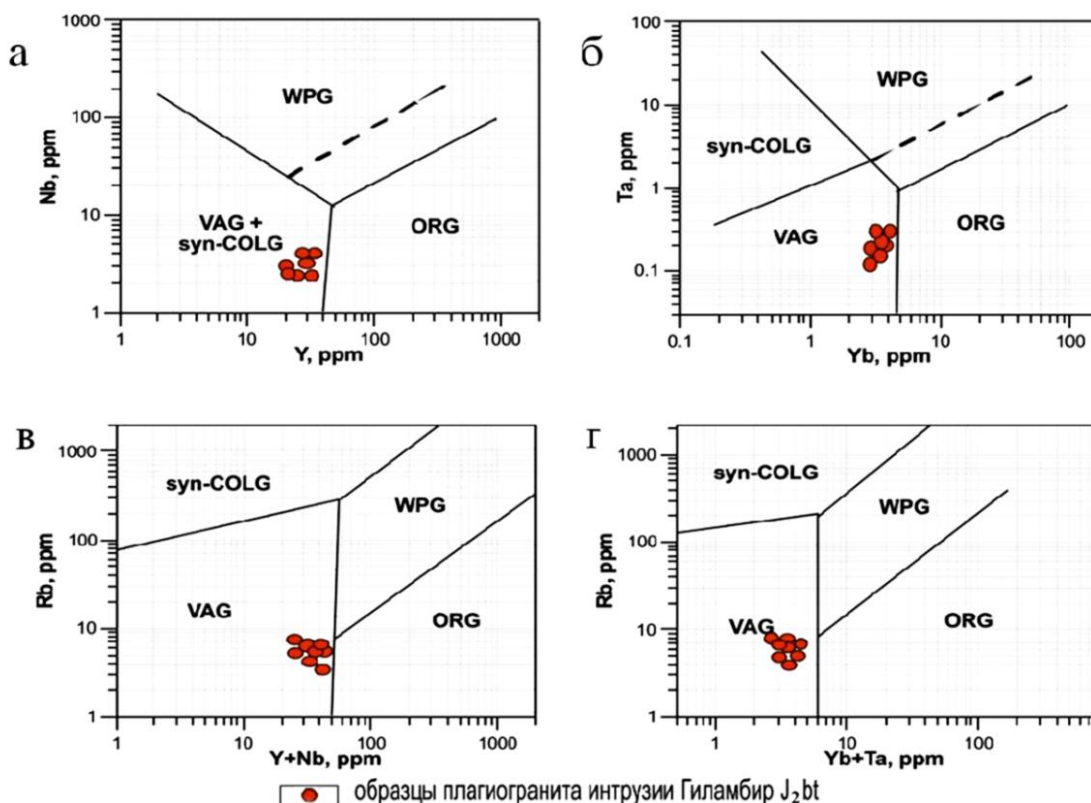 а
1000
100
10
1
Nb, ppm
WPG
VAG +
syn-COLG
ORG
1
10
100
1000
Y, ppm
б
100
10
1
0.1
Ta, ppm
WPG
syn-COLG
VAG
ORG
0.1
1
10
100
Yb, ppm
в
1000
100
10
1
Rb, ppm
syn-COLG
WPG
VAG
ORG
1
10
100
1000
Y+Nb, ppm
г
1000
100
10
1
Rb, ppm
syn-COLG
WPG
VAG
ORG
1
10
100
Yb+Ta, ppm
образцы плагиогранита интрузии Гиламбир J₂bt